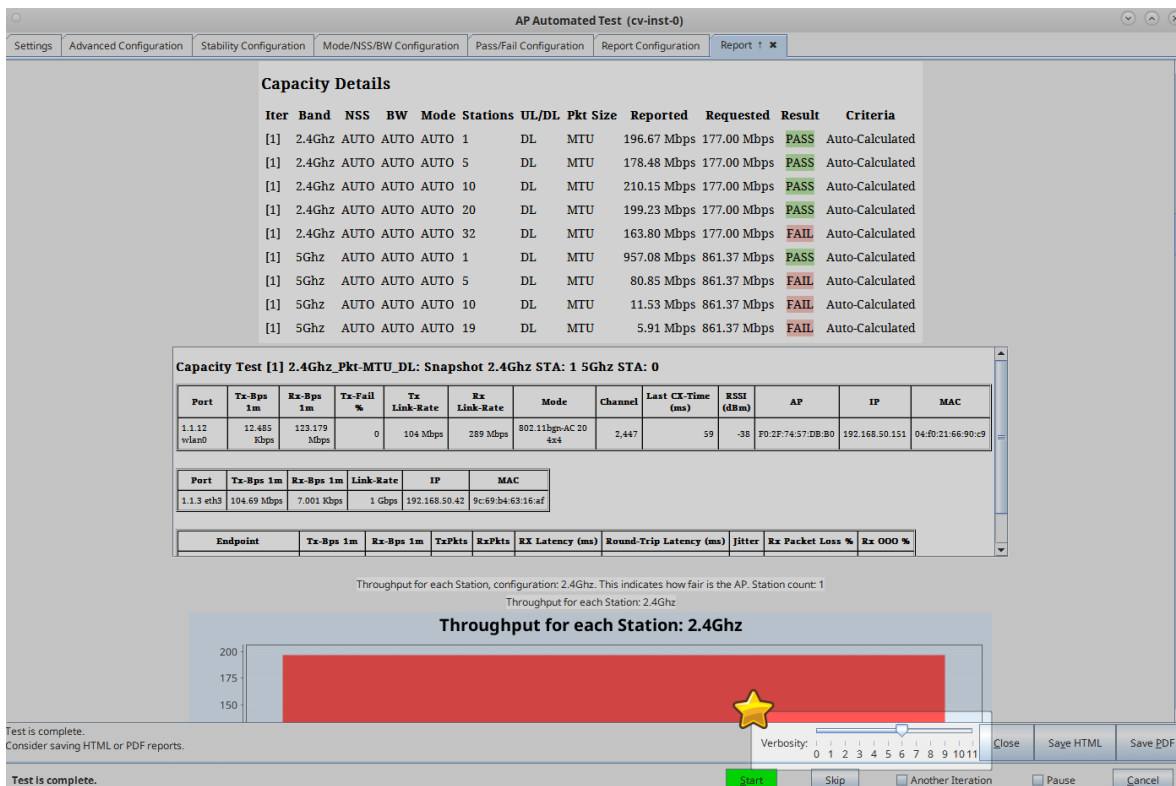 AP Automated Test (cv-inst-0)
Settings Advanced Configuration Stability Configuration Mode/NSS/BW Configuration Pass/Fail Configuration Report Configuration Report ↑ ✖
Capacity Details
Iter Band NSS BW Mode Stations UL/DL Pkt Size Reported Requested Result Criteria
[1] 2.4Ghz AUTO AUTO AUTO 1 DL MTU 196.67 Mbps 177.00 Mbps PASS Auto-Calculated
[1] 2.4Ghz AUTO AUTO AUTO 5 DL MTU 178.48 Mbps 177.00 Mbps PASS Auto-Calculated
[1] 2.4Ghz AUTO AUTO AUTO 10 DL MTU 210.15 Mbps 177.00 Mbps PASS Auto-Calculated
[1] 2.4Ghz AUTO AUTO AUTO 20 DL MTU 199.23 Mbps 177.00 Mbps PASS Auto-Calculated
[1] 2.4Ghz AUTO AUTO AUTO 32 DL MTU 163.80 Mbps 177.00 Mbps FAIL Auto-Calculated
[1] 5Ghz AUTO AUTO AUTO 1 DL MTU 957.08 Mbps 861.37 Mbps PASS Auto-Calculated
[1] 5Ghz AUTO AUTO AUTO 5 DL MTU 80.85 Mbps 861.37 Mbps FAIL Auto-Calculated
[1] 5Ghz AUTO AUTO AUTO 10 DL MTU 11.53 Mbps 861.37 Mbps FAIL Auto-Calculated
[1] 5Ghz AUTO AUTO AUTO 19 DL MTU 5.91 Mbps 861.37 Mbps FAIL Auto-Calculated
Capacity Test [1] 2.4Ghz_Pkt-MTU_DL: Snapshot 2.4Ghz STA: 1 5Ghz STA: 0
Port Tx-Bps 1m Rx-Bps 1m Tx-Fail % Tx Link-Rate Rx Link-Rate Mode Channel Last CX-Time (ms) RSSI (dBm) AP IP MAC
1.1.12 wlan0 12.485 Kbps 123.179 Mbps 0 104 Mbps 289 Mbps 802.11bgn-AC 20 4x4 2,447 59 -38 F0:2F:74:57:DB:B0 192.168.50.151 04:f0:21:66:90:c9
Port Tx-Bps 1m Rx-Bps 1m Link-Rate IP MAC
1.1.3 eth3 104.69 Mbps 7.001 Kbps 1 Gbps 192.168.50.42 9c:69:b4:63:16:af
Endpoint Tx-Bps 1m Rx-Bps 1m TxPkts RxPkts RX Latency (ms) Round-Trip Latency (ms) Jitter Rx Packet Loss % Rx OOO %
Throughput for each Station, configuration: 2.4Ghz. This indicates how fair is the AP. Station count: 1
Throughput for each Station: 2.4Ghz
Throughput for each Station: 2.4Ghz
200
175
150
Test is complete.
Consider saving HTML or PDF reports.
Verbosity: 0 1 2 3 4 5 6 7 8 9 10 11
Close Save HTML Save PDF
Test is complete.
Start Skip Another Iteration Pause Cancel